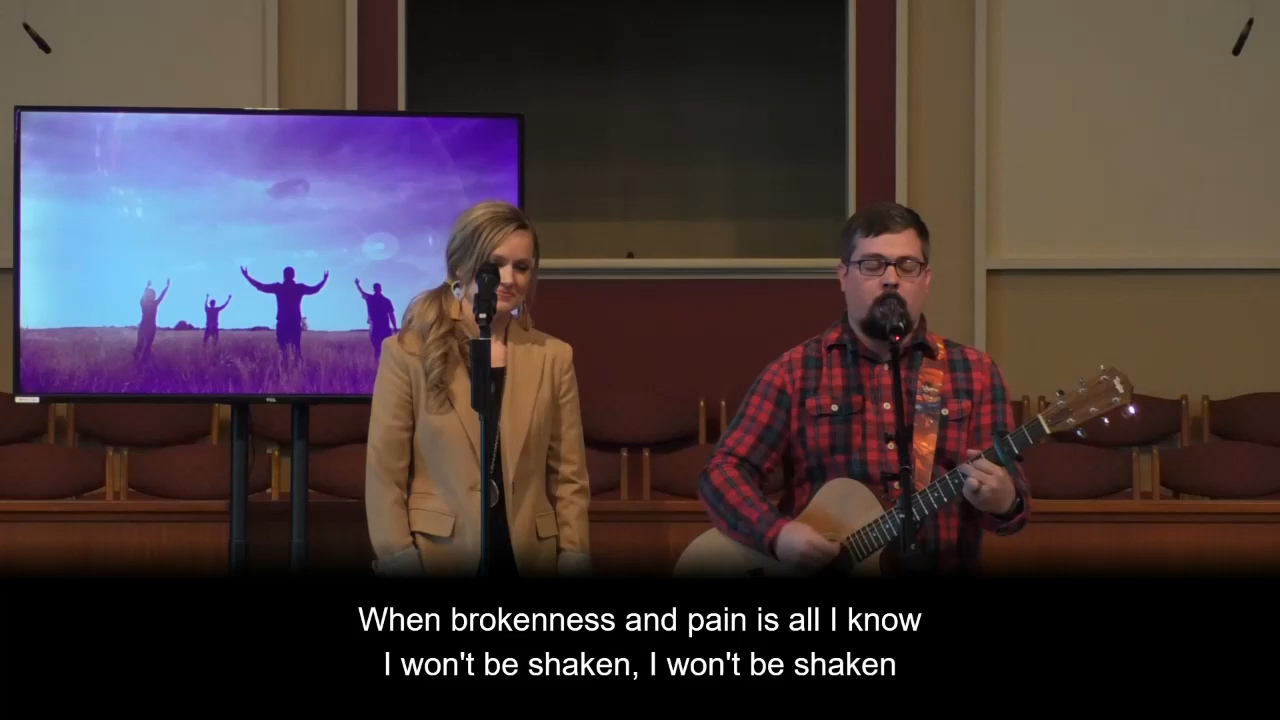 When brokenness and pain is all I know
I won't be shaken, I won't be shaken